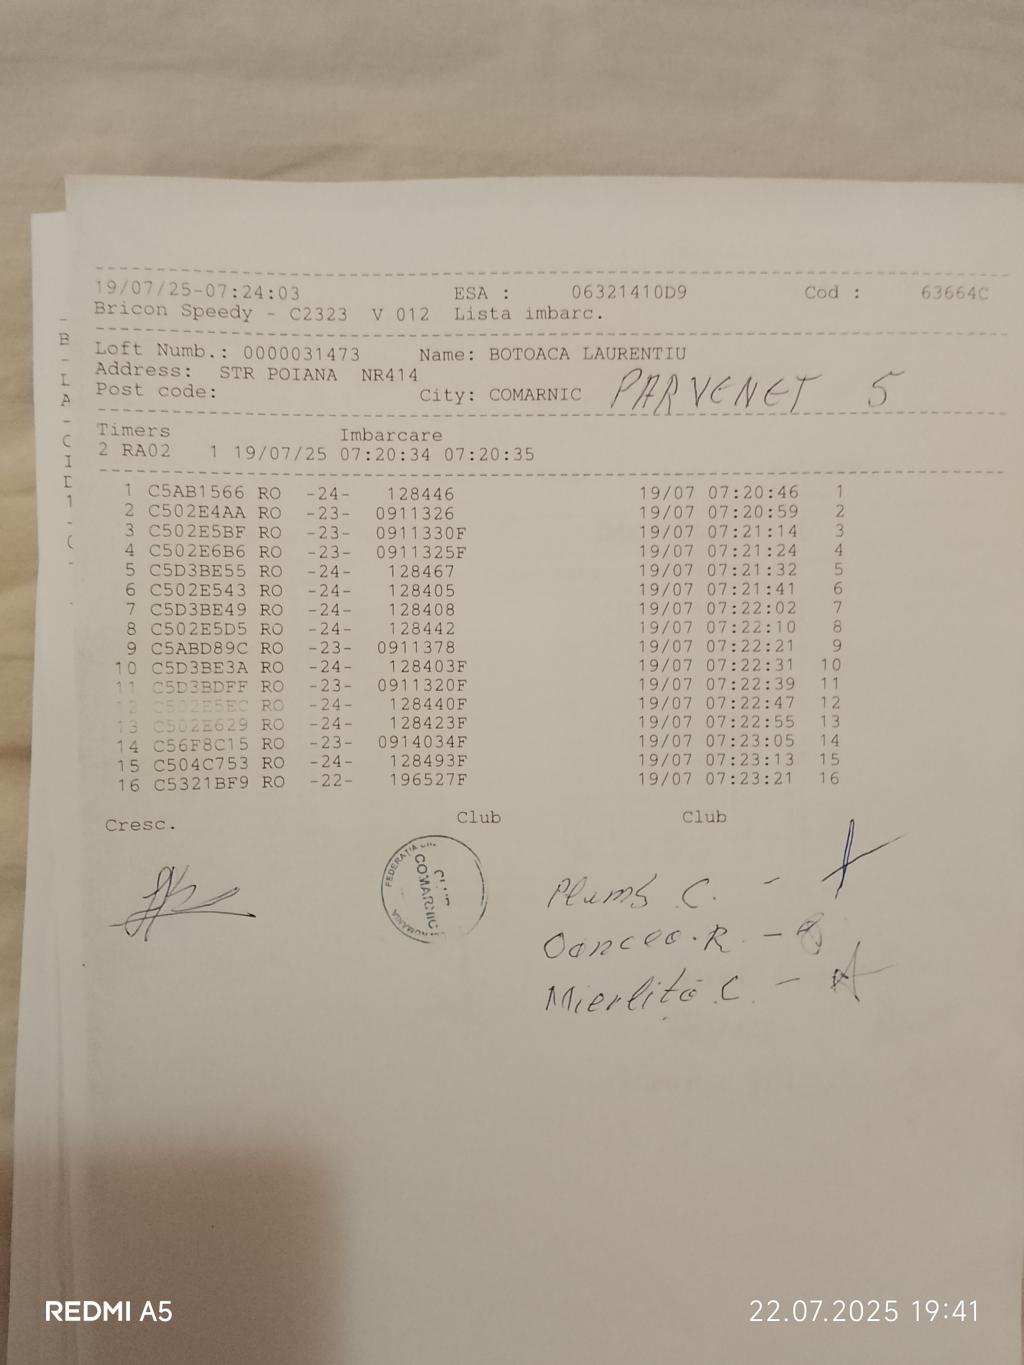 19/07/25-07:24:03 ESA : 06321410D9 Cod : 63664C
Bricon Speedy - C2323 V 012 Lista imbarc.
Loft Numb.: 0000031473 Name: BOTOACA LAURENTIU
Address: STR POIANA NR414
Post code: City: COMARNIC PARVENET 5
Timers Imbarcare
2 RA02 1 19/07/25 07:20:34 07:20:35
1 C5AB1566 RO -24- 128446 19/07 07:20:46 1
2 C502E4AA RO -23- 0911326 19/07 07:20:59 2
3 C502E5BF RO -23- 0911330F 19/07 07:21:14 3
4 C502E6B6 RO -23- 0911325F 19/07 07:21:24 4
5 C5D3BE55 RO -24- 128467 19/07 07:21:32 5
6 C502E543 RO -24- 128405 19/07 07:21:41 6
7 C5D3BE49 RO -24- 128408 19/07 07:22:02 7
8 C502E5D5 RO -24- 128442 19/07 07:22:10 8
9 C5ABD89C RO -23- 0911378 19/07 07:22:21 9
10 C5D3BE3A RO -24- 128403F 19/07 07:22:31 10
11 C5D3BDFF RO -23- 0911320F 19/07 07:22:39 11
12 C502E5EC RO -24- 128440F 19/07 07:22:47 12
13 C502E629 RO -24- 128423F 19/07 07:22:55 13
14 C56F8C15 RO -23- 0914034F 19/07 07:23:05 14
15 C504C753 RO -24- 128493F 19/07 07:23:13 15
16 C5321BF9 RO -22- 196527F 19/07 07:23:21 16
Cresc. Club Club
FEDERATIA
COMARNIC
ROMANIA
Plumb C. -
Oancea R. -
Mierlită C. -
REDMI A5
22.07.2025 19:41